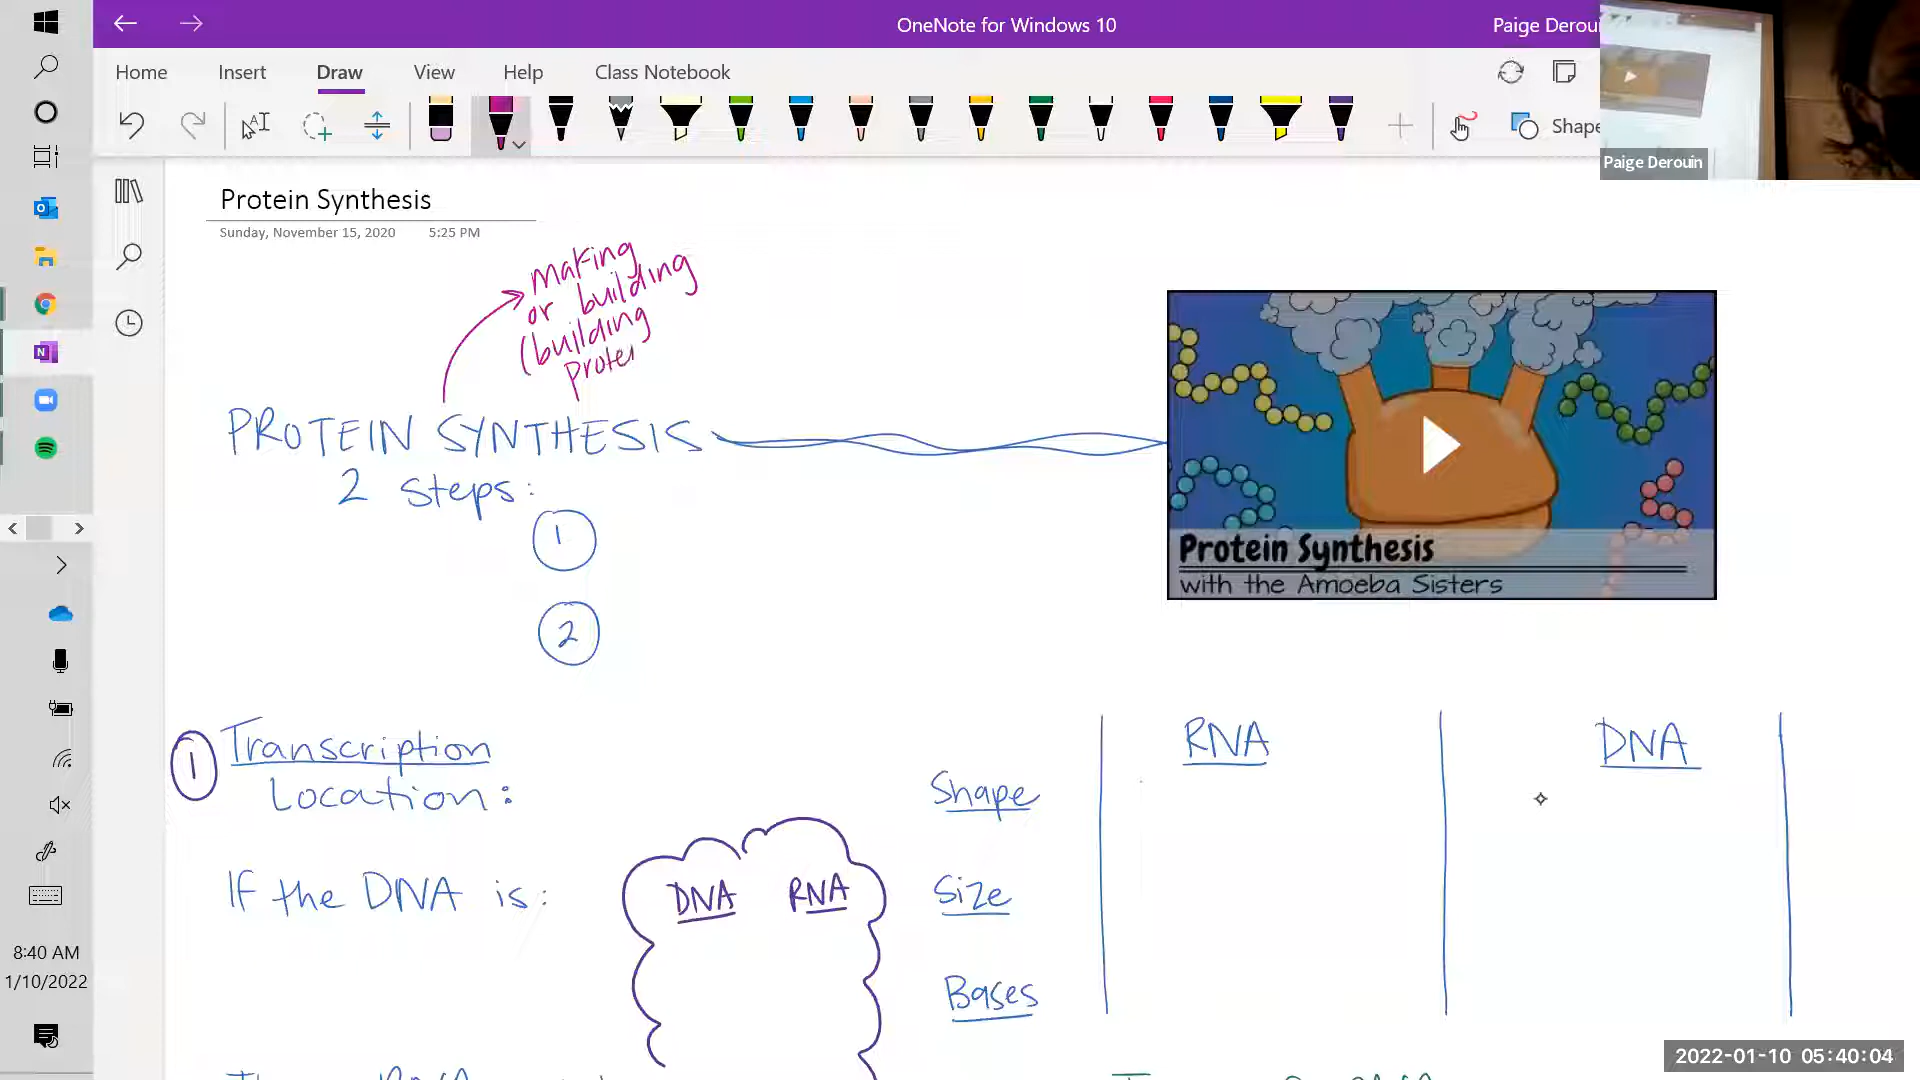 OneNote for Windows 10
Paige Derouin
Home Insert Draw View Help Class Notebook
Paige Derouin
Protein Synthesis
Sunday, November 15, 2020 5:25 PM
making
or building
(building
PROTEIN SYNTHESIS
2 Steps:
1
2
Protein Synthesis
with the Amoeba Sisters
1 Transcription
Location:
RNA DNA
Shape
If the DNA is:
DNA RNA
Size
Bases
8:40 AM
1/10/2022
2022-01-10 05:40:04